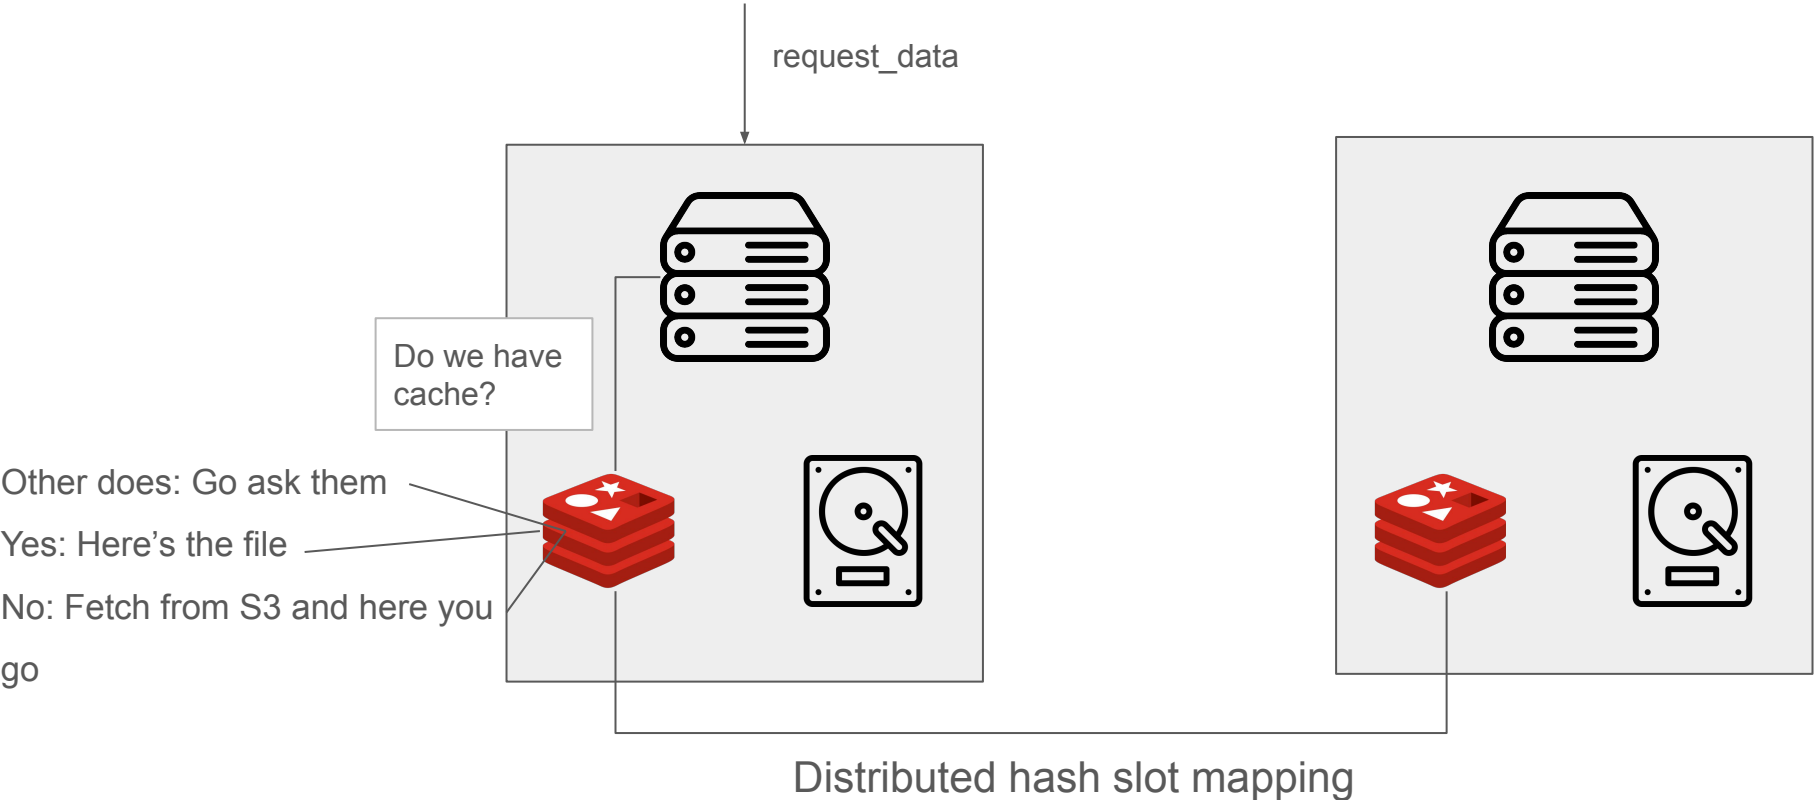 request_data
Do we have
cache?
Other does: Go ask them
Yes: Here’s the file
No: Fetch from S3 and here you
go
Distributed hash slot mapping